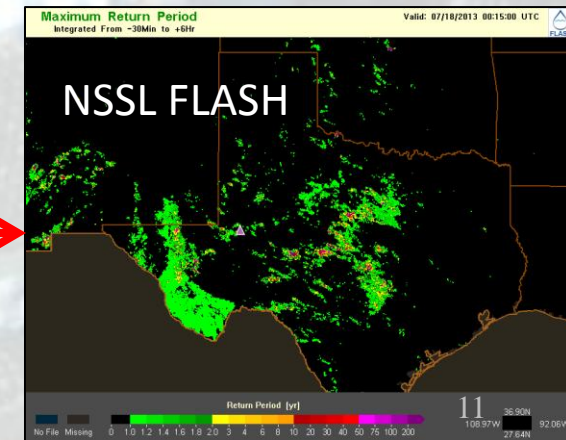 Maximum Return Period
Integrated From -30Min to +6Hr
Valid: 07/18/2013 00:15:00 UTC
FLASH
NSSL FLASH
Return Period [yr]
No File Missing 0 1.0 1.2 1.4 1.6 1.8 2.0 3 4 6 8 10 20 30 40 50 75 100 200
11
36.90N
108.97W 92.06W
27.64N